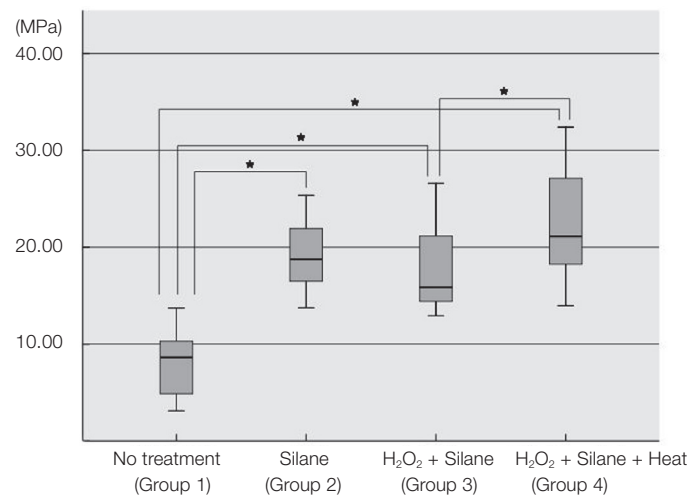 (MPa)
40.00
30.00
20.00
10.00
No treatment
(Group 1)
Silane
(Group 2)
H₂O₂ + Silane
(Group 3)
H₂O₂ + Silane + Heat
(Group 4)